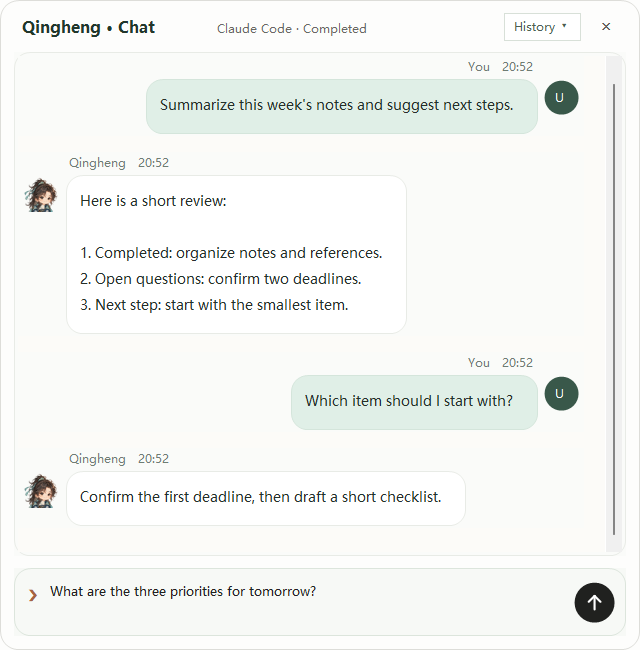 Qingheng • Chat
Claude Code · Completed
History
You 20:52
Summarize this week's notes and suggest next steps.
U
Qingheng 20:52
Here is a short review:
1. Completed: organize notes and references.
2. Open questions: confirm two deadlines.
3. Next step: start with the smallest item.
You 20:52
Which item should I start with?
U
Qingheng 20:52
Confirm the first deadline, then draft a short checklist.
What are the three priorities for tomorrow?